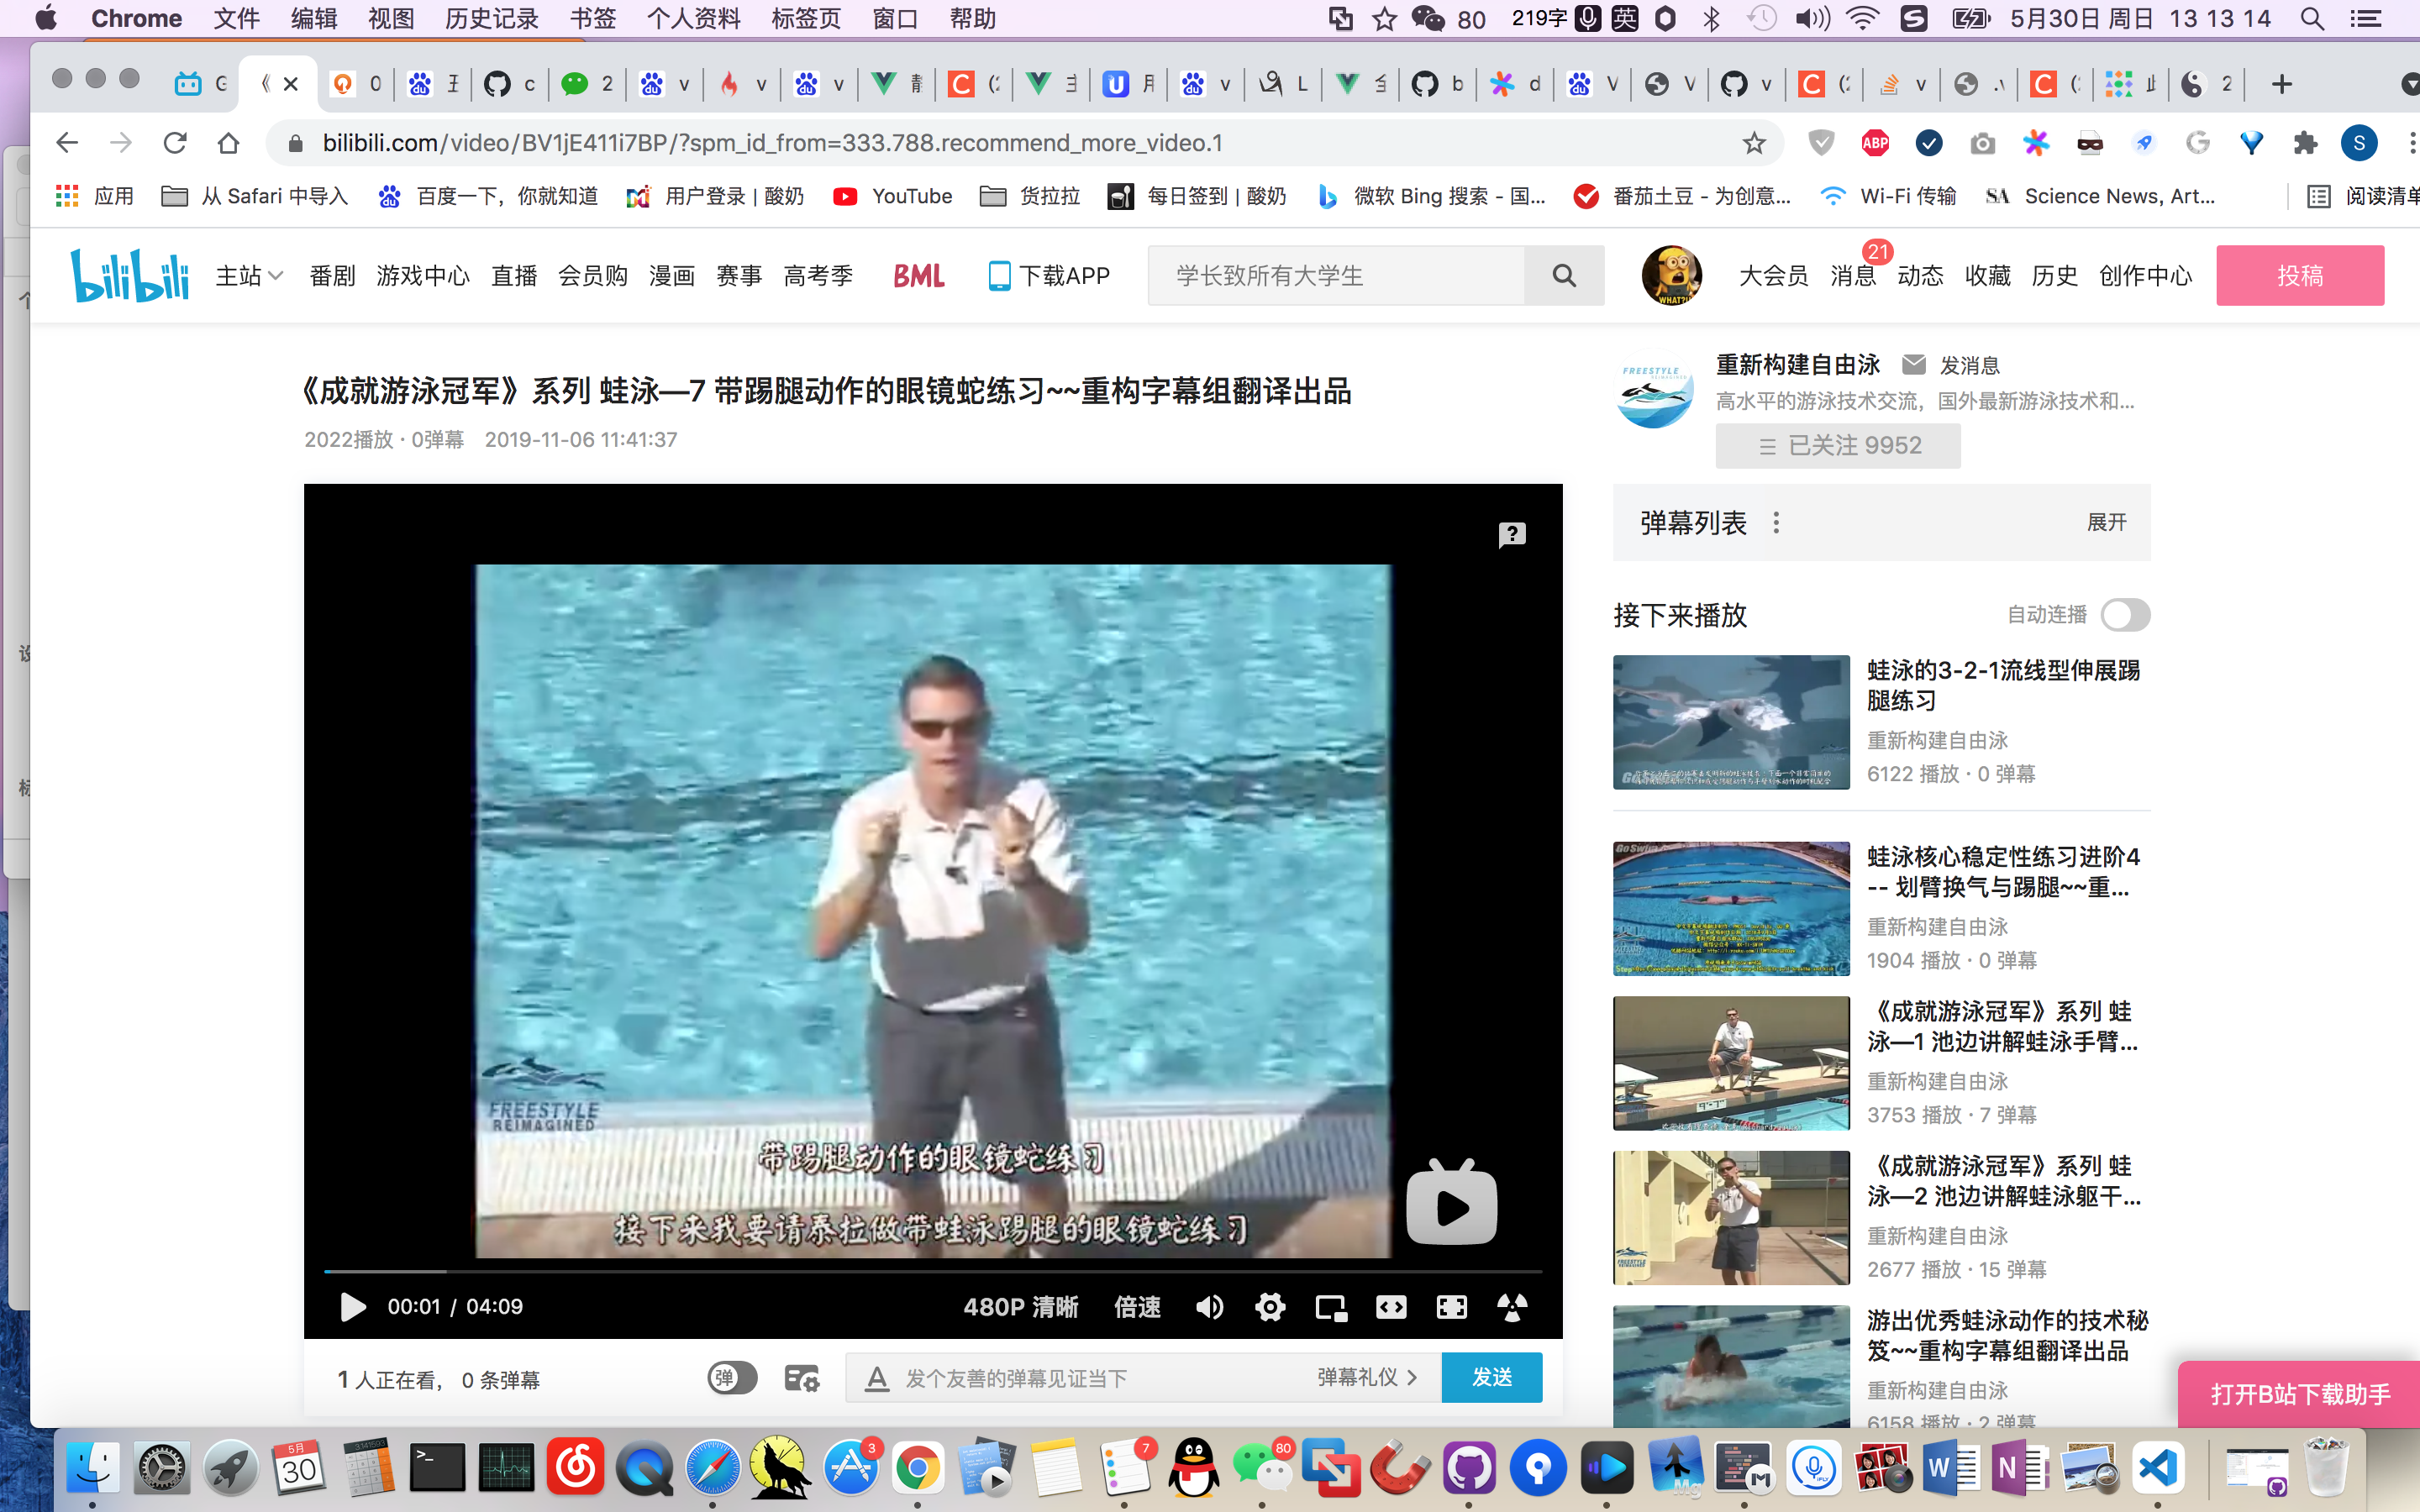 Chrome 文件 编辑 视图 历史记录 书签 个人资料 标签页 窗口 帮助 80 219字 英 5月30日 周日 13 13 14
bilibili.com/video/BV1jE411i7BP/?spm_id_from=333.788.recommend_more_video.1
ABP
S
应用 从 Safari 中导入 百度一下，你就知道 用户登录 | 酸奶 YouTube 货拉拉 每日签到 | 酸奶 微软 Bing 搜索 - 国... 番茄土豆 - 为创意... Wi-Fi 传输 SA Science News, Art... 阅读清单
bilibili 主站 番剧 游戏中心 直播 会员购 漫画 赛事 高考季 BML 下载APP 学长致所有大学生 WHAT?! 大会员 消息 21 动态 收藏 历史 创作中心 投稿
《成就游泳冠军》系列 蛙泳—7 带踢腿动作的眼镜蛇练习~~重构字幕组翻译出品
2022播放 · 0弹幕 2019-11-06 11:41:37
FREESTYLE
REIMAGINED
带踢腿动作的眼镜蛇练习
接下来我要请泰拉做带蛙泳踢腿的眼镜蛇练习
00:01 / 04:09 480P 清晰 倍速
1 人正在看， 0 条弹幕 弹 发个友善的弹幕见证当下 弹幕礼仪 发送
FREESTYLE
重新构建自由泳 发消息
高水平的游泳技术交流，国外最新游泳技术和...
已关注 9952
弹幕列表 展开
接下来播放 自动连播
蛙泳的3-2-1流线型伸展踢
腿练习
重新构建自由泳
6122 播放 · 0 弹幕
蛙泳核心稳定性练习进阶4
-- 划臂换气与踢腿~~重...
重新构建自由泳
1904 播放 · 0 弹幕
《成就游泳冠军》系列 蛙
泳—1 池边讲解蛙泳手臂...
重新构建自由泳
3753 播放 · 7 弹幕
《成就游泳冠军》系列 蛙
泳—2 池边讲解蛙泳躯干...
重新构建自由泳
2677 播放 · 15 弹幕
游出优秀蛙泳动作的技术秘
笈~~重构字幕组翻译出品
重新构建自由泳
6158 播放 · 2 弹幕
打开B站下载助手
5月
30
3
7
80